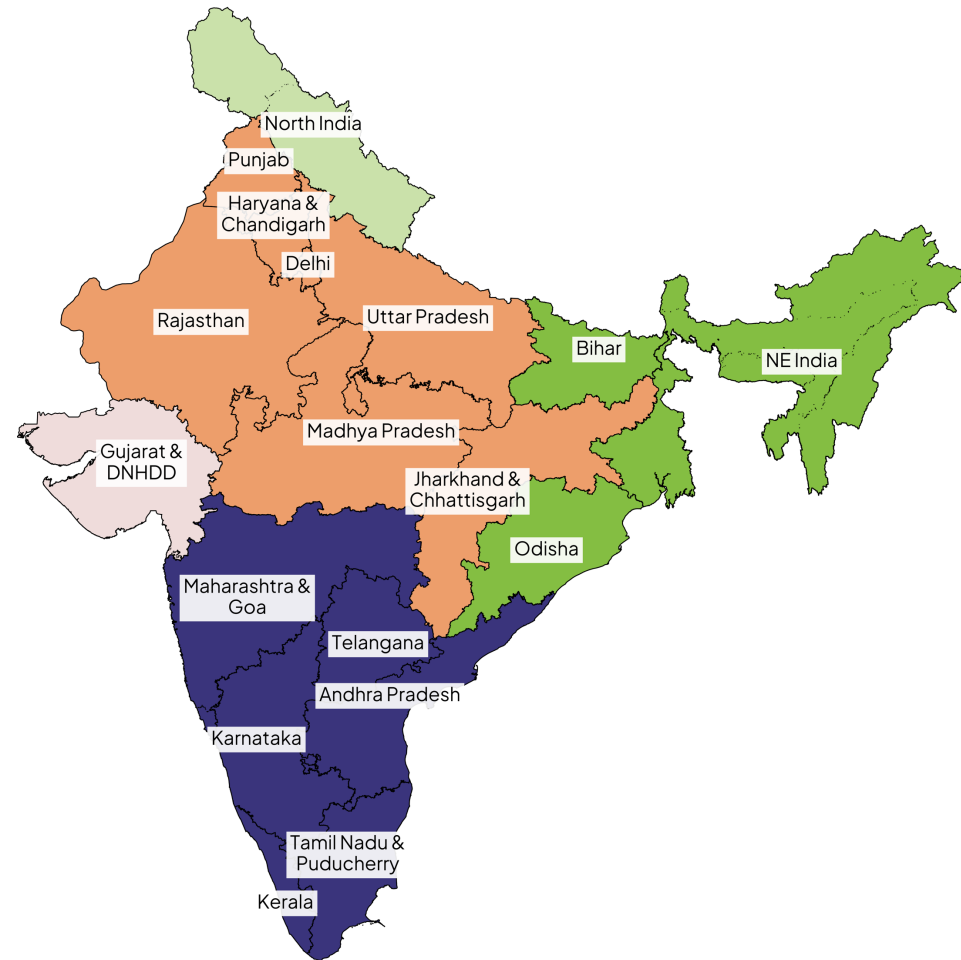 North India
Punjab
Haryana &
Chandigarh
Delhi
Rajasthan
Uttar Pradesh
Bihar
NE India
Madhya Pradesh
Gujarat &
DNHDD
Jharkhand &
Chhattisgarh
Odisha
Maharashtra &
Goa
Telangana
Andhra Pradesh
Karnataka
Tamil Nadu &
Puducherry
Kerala